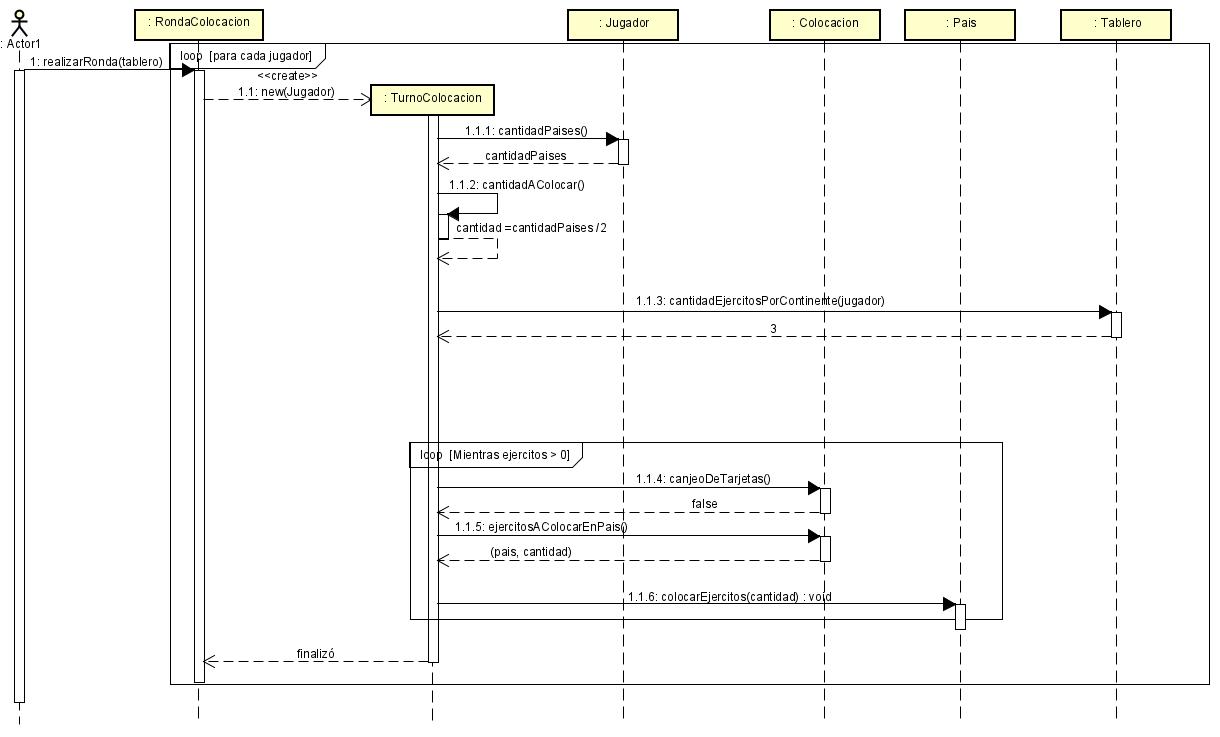 : RondaColocacion
: Jugador
: Colocacion
: Pais
: Tablero
: Actor1
loop [para cada jugador]
1: realizarRonda(tablero)
<<create>>
1.1: new(Jugador)
: TurnoColocacion
1.1.1: cantidadPaises()
cantidadPaises
1.1.2: cantidadAColocar()
cantidad =cantidadPaises /2
1.1.3: cantidadEjercitosPorContinente(jugador)
3
loop [Mientras ejercitos > 0]
1.1.4: canjeoDeTarjetas()
false
1.1.5: ejercitosAColocarEnPais()
(pais, cantidad)
1.1.6: colocarEjercitos(cantidad) : void
finalizó